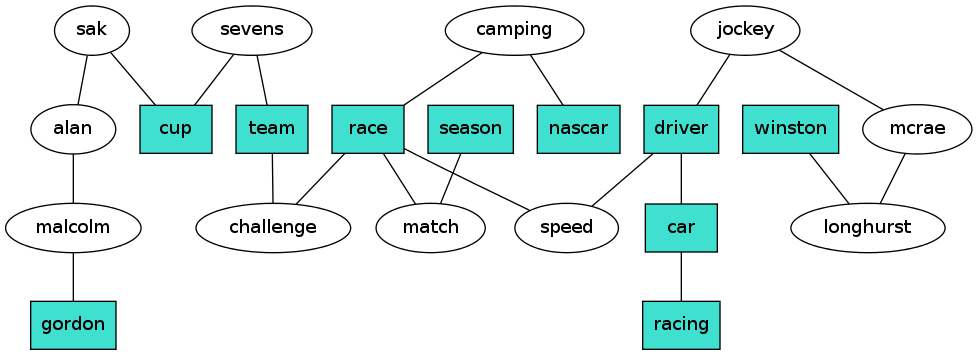 sak
sevens
camping
jockey
alan
cup
team
race
season
nascar
driver
winston
mcrae
malcolm
challenge
match
speed
car
longhurst
gordon
racing